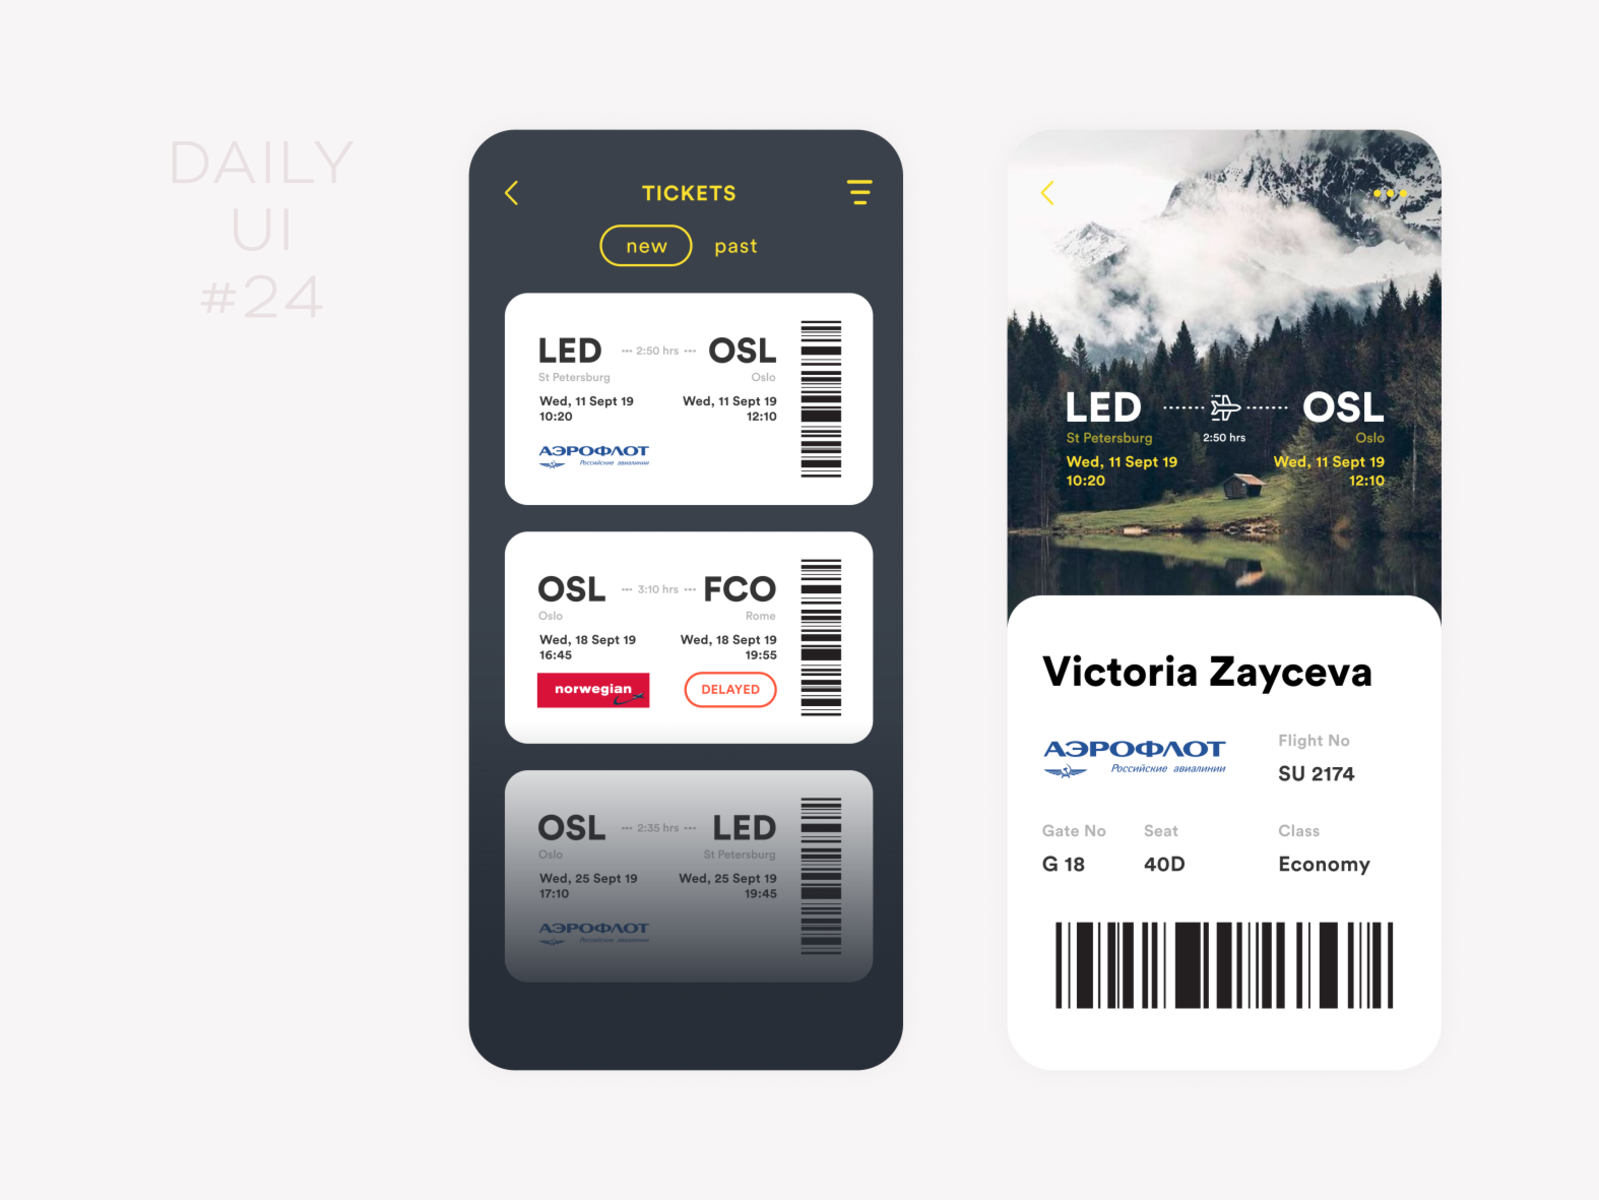 DAILY
UI
#24
TICKETS
new past
LED ··· 2:50 hrs ··· OSL
St Petersburg Oslo
Wed, 11 Sept 19 Wed, 11 Sept 19
10:20 12:10
АЭРОФЛОТ
Российские авиалинии
OSL ··· 3:10 hrs ··· FCO
Oslo Rome
Wed, 18 Sept 19 Wed, 18 Sept 19
16:45 19:55
norwegian DELAYED
OSL ··· 2:35 hrs ··· LED
Oslo St Petersburg
Wed, 25 Sept 19 Wed, 25 Sept 19
17:10 19:45
АЭРОФЛОТ
Российские авиалинии
LED OSL
St Petersburg 2:50 hrs Oslo
Wed, 11 Sept 19 Wed, 11 Sept 19
10:20 12:10
Victoria Zayceva
АЭРОФЛОТ
Российские авиалинии
Flight No
SU 2174
Gate No Seat Class
G 18 40D Economy